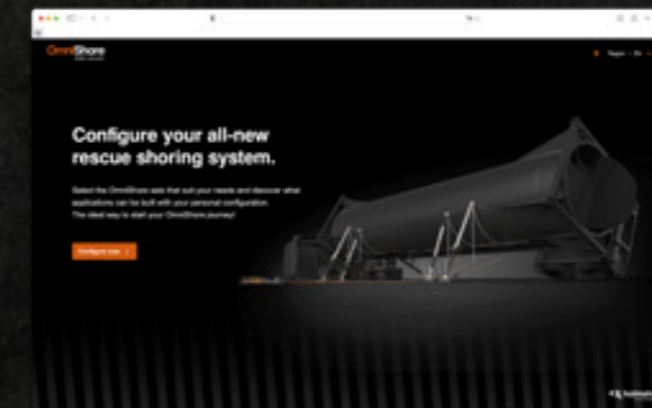 OmniShore
Configure your all-new
rescue shoring system.
Select the OmniShore sets that suit your needs and discover what
applications can be built with your personal configuration.
The ideal way to start your OmniShore journey!
Configure now